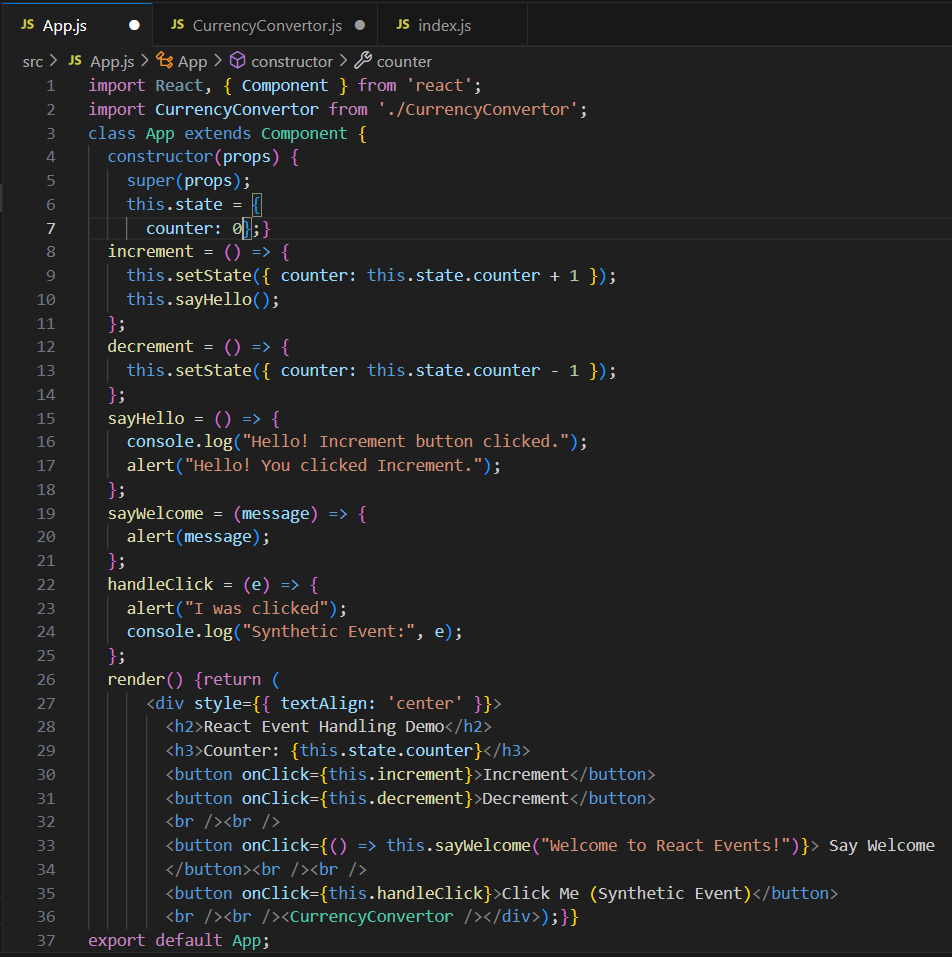 JS App.js JS CurrencyConvertor.js JS index.js
src > JS App.js > App > constructor > counter
1 import React, { Component } from 'react';
2 import CurrencyConvertor from './CurrencyConvertor';
3 class App extends Component {
4   constructor(props) {
5     super(props);
6     this.state = {
7       counter: 0};}
8   increment = () => {
9     this.setState({ counter: this.state.counter + 1 });
10     this.sayHello();
11   };
12   decrement = () => {
13     this.setState({ counter: this.state.counter - 1 });
14   };
15   sayHello = () => {
16     console.log("Hello! Increment button clicked.");
17     alert("Hello! You clicked Increment.");
18   };
19   sayWelcome = (message) => {
20     alert(message);
21   };
22   handleClick = (e) => {
23     alert("I was clicked");
24     console.log("Synthetic Event:", e);
25   };
26   render() {return (
27       <div style={{ textAlign: 'center' }}>
28         <h2>React Event Handling Demo</h2>
29         <h3>Counter: {this.state.counter}</h3>
30         <button onClick={this.increment}>Increment</button>
31         <button onClick={this.decrement}>Decrement</button>
32         <br /><br />
33         <button onClick={() => this.sayWelcome("Welcome to React Events!")}> Say Welcome
34         </button><br /><br />
35         <button onClick={this.handleClick}>Click Me (Synthetic Event)</button>
36         <br /><br /><CurrencyConvertor /></div>);}}
37 export default App;